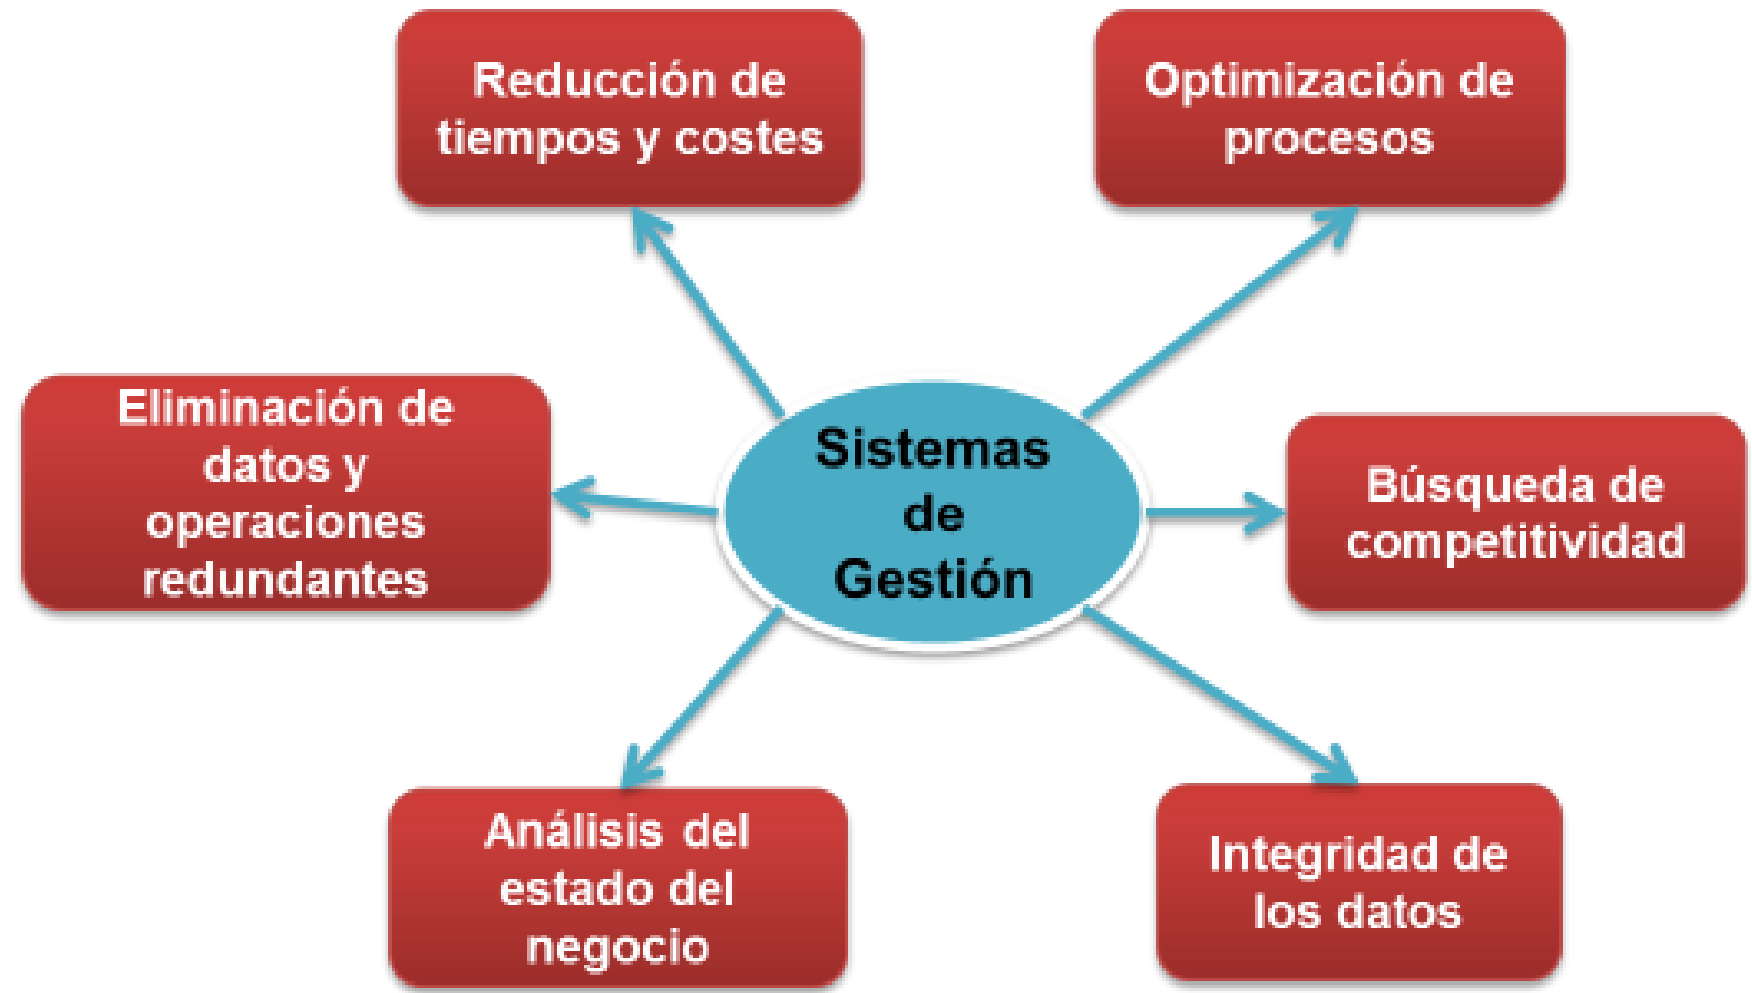 Reducción de
tiempos y costes
Optimización de
procesos
Eliminación de
datos y
operaciones
redundantes
Sistemas
de
Gestión
Búsqueda de
competitividad
Análisis del
estado del
negocio
Integridad de
los datos